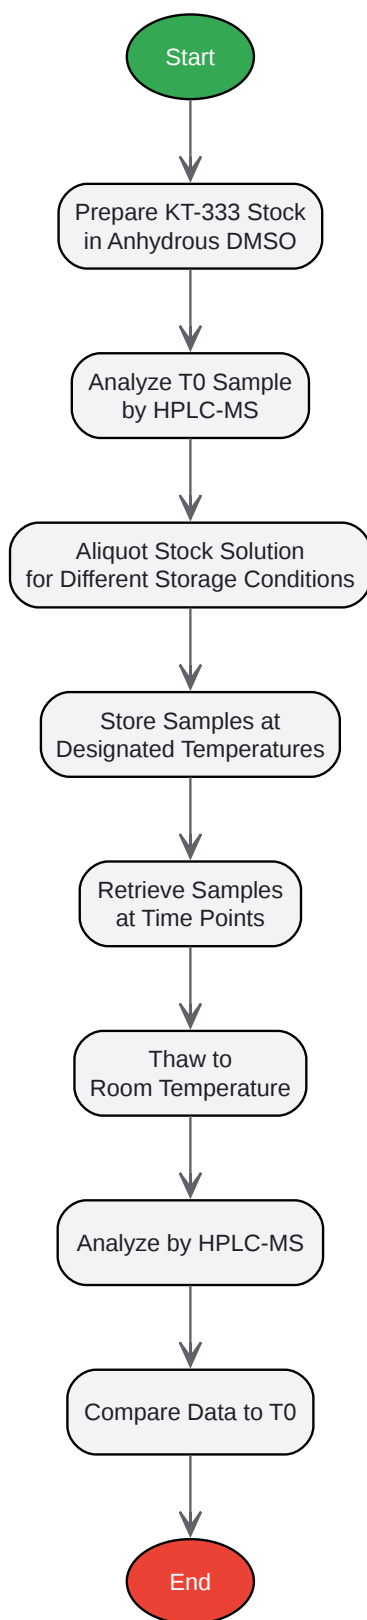 Start
Prepare KT-333 Stock
in Anhydrous DMSO
Analyze T0 Sample
by HPLC-MS
Aliquot Stock Solution
for Different Storage Conditions
Store Samples at
Designated Temperatures
Retrieve Samples
at Time Points
Thaw to
Room Temperature
Analyze by HPLC-MS
Compare Data to T0
End